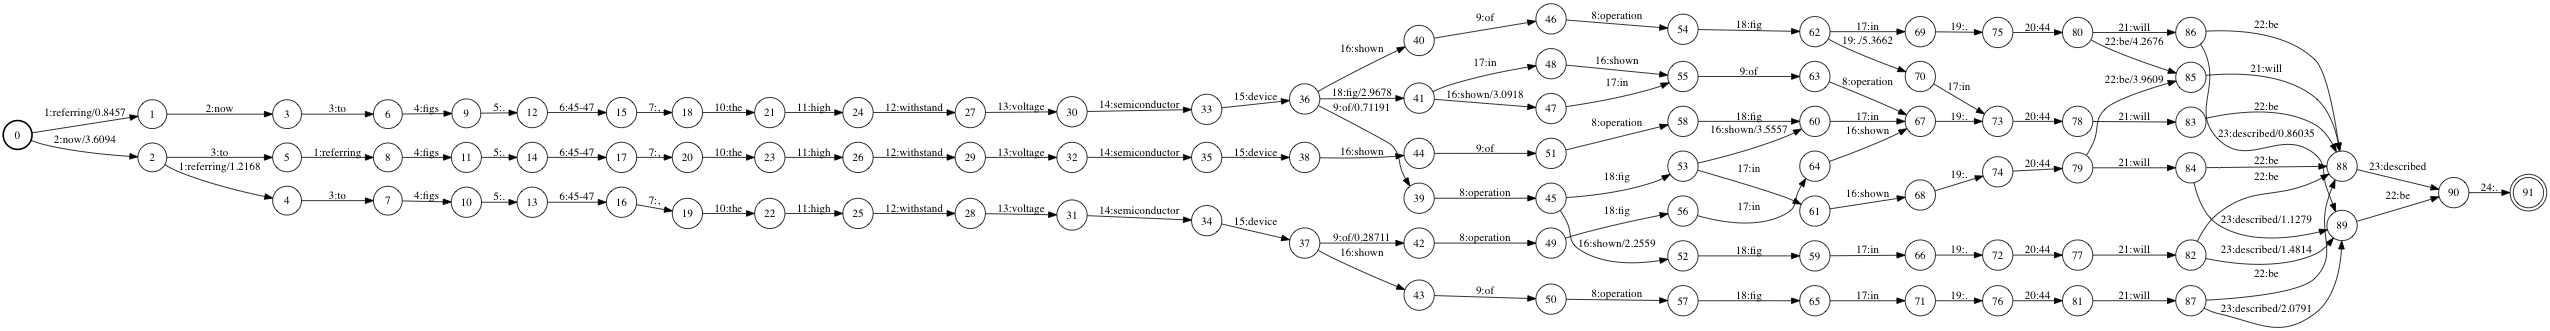 0 1:referring/0.8457 1 2:now 3 3:to 6 4:figs 9 5:. 12 6:45-47 15 7:, 18 10:the 21 11:high 24 12:withstand 27 13:voltage 30 14:semiconductor 33 15:device 36
2:now/3.6094 2 3:to 5 1:referring 8 4:figs 11 5:. 14 6:45-47 17 7:, 20 10:the 23 11:high 26 12:withstand 29 13:voltage 32 14:semiconductor 35 15:device 38 16:shown 44 9:of 51 8:operation 58 18:fig 60 17:in 67 19:. 73 20:44 78 21:will 83 22:be 88
1:referring/1.2168 4 3:to 7 4:figs 10 5:. 13 6:45-47 16 7:, 19 10:the 22 11:high 25 12:withstand 28 13:voltage 31 14:semiconductor 34 15:device 37
16:shown 40 9:of 46 8:operation 54 18:fig 62 17:in 69 19:. 75 20:44 80 21:will 86 22:be
19:./5.3662 70 17:in
22:be/4.2676 85 21:will
18:fig/2.9678 41 17:in 48 16:shown 55 9:of 63 8:operation
16:shown/3.0918 47 17:in
9:of/0.71191 39 8:operation 45 18:fig 53 16:shown/3.5557
17:in 61 16:shown 68 19:. 74 20:44 79 21:will 84 22:be
22:be/3.9609
23:described/0.86035
64 16:shown
9:of/0.28711 42 8:operation 49 18:fig 56 17:in
16:shown/2.2559 52 18:fig 59 17:in 66 19:. 72 20:44 77 21:will 82 22:be
23:described/1.1279
23:described/1.4814 89 22:be
16:shown 43 9:of 50 8:operation 57 18:fig 65 17:in 71 19:. 76 20:44 81 21:will 87 22:be
23:described/2.0791
23:described 90 24:. 91